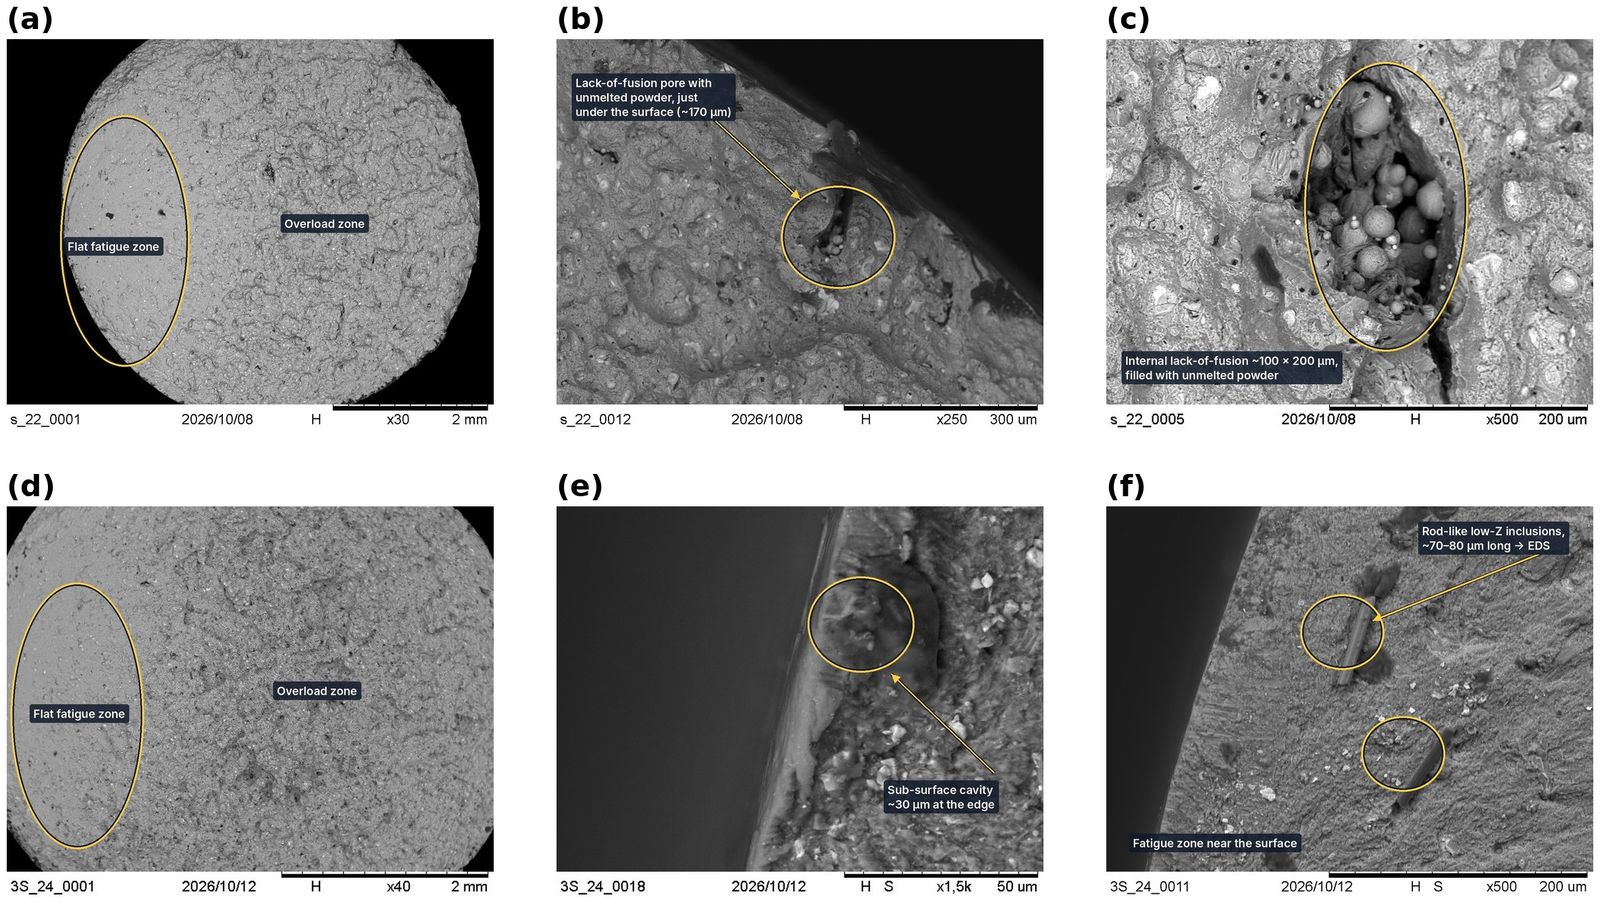 (a)
Flat fatigue zone
Overload zone
s_22_0001 2026/10/08 H x30 2 mm
(b)
Lack-of-fusion pore with
unmelted powder, just
under the surface (~170 µm)
s_22_0012 2026/10/08 H x250 300 um
(c)
Internal lack-of-fusion ~100 × 200 µm,
filled with unmelted powder
s_22_0005 2026/10/08 H x500 200 um
(d)
Flat fatigue zone
Overload zone
3S_24_0001 2026/10/12 H x40 2 mm
(e)
Sub-surface cavity
~30 µm at the edge
3S_24_0018 2026/10/12 H S x1,5k 50 um
(f)
Rod-like low-Z inclusions,
~70–80 µm long → EDS
Fatigue zone near the surface
3S_24_0011 2026/10/12 H S x500 200 um